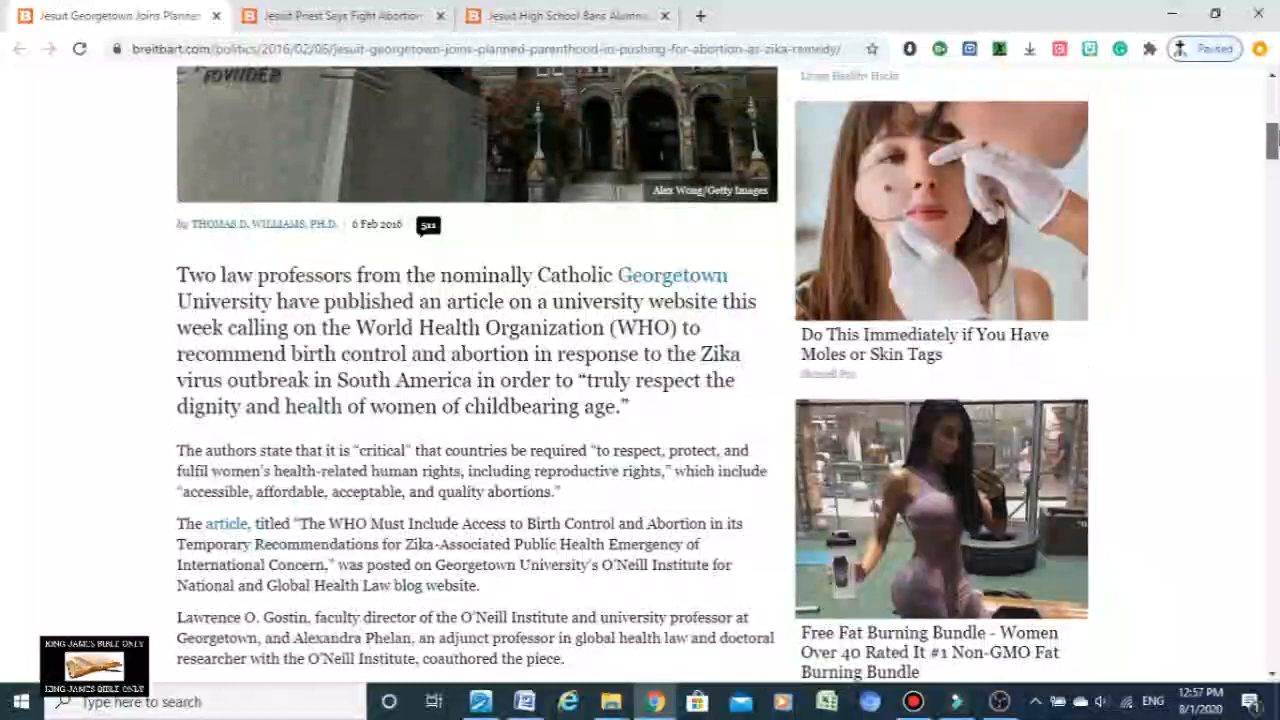 Jesuit Georgetown Joins Planner
Jesuit Priest Says Fight Abortion
Jesuit High School Bans Alumnu
breitbart.com/politics/2016/02/06/jesuit-georgetown-joins-planned-parenthood-in-pushing-for-abortion-as-zika-remedy/
Paused
FOUNDER
Alex Wong/Getty Images
by THOMAS D. WILLIAMS, PH.D. 6 Feb 2016 511
Two law professors from the nominally Catholic Georgetown
University have published an article on a university website this
week calling on the World Health Organization (WHO) to
recommend birth control and abortion in response to the Zika
virus outbreak in South America in order to “truly respect the
dignity and health of women of childbearing age.”
The authors state that it is “critical” that countries be required “to respect, protect, and
fulfil women’s health-related human rights, including reproductive rights,” which include
“accessible, affordable, acceptable, and quality abortions.”
The article, titled “The WHO Must Include Access to Birth Control and Abortion in its
Temporary Recommendations for Zika-Associated Public Health Emergency of
International Concern,” was posted on Georgetown University’s O’Neill Institute for
National and Global Health Law blog website.
Lawrence O. Gostin, faculty director of the O’Neill Institute and university professor at
Georgetown, and Alexandra Phelan, an adjunct professor in global health law and doctoral
researcher with the O’Neill Institute, coauthored the piece.
Living Healthy Hacks
Do This Immediately if You Have
Moles or Skin Tags
Free Fat Burning Bundle - Women
Over 40 Rated It #1 Non-GMO Fat
Burning Bundle
KING JAMES BIBLE ONLY
KING JAMES BIBLE ONLY
Type here to search
ENG
12:57 PM
8/1/2020